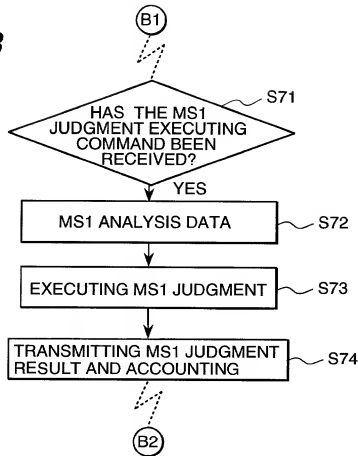 B1
HAS THE MS1
JUDGMENT EXECUTING
COMMAND BEEN
RECEIVED?
S71
YES
MS1 ANALYSIS DATA
S72
EXECUTING MS1 JUDGMENT
S73
TRANSMITTING MS1 JUDGMENT
RESULT AND ACCOUNTING
S74
B2